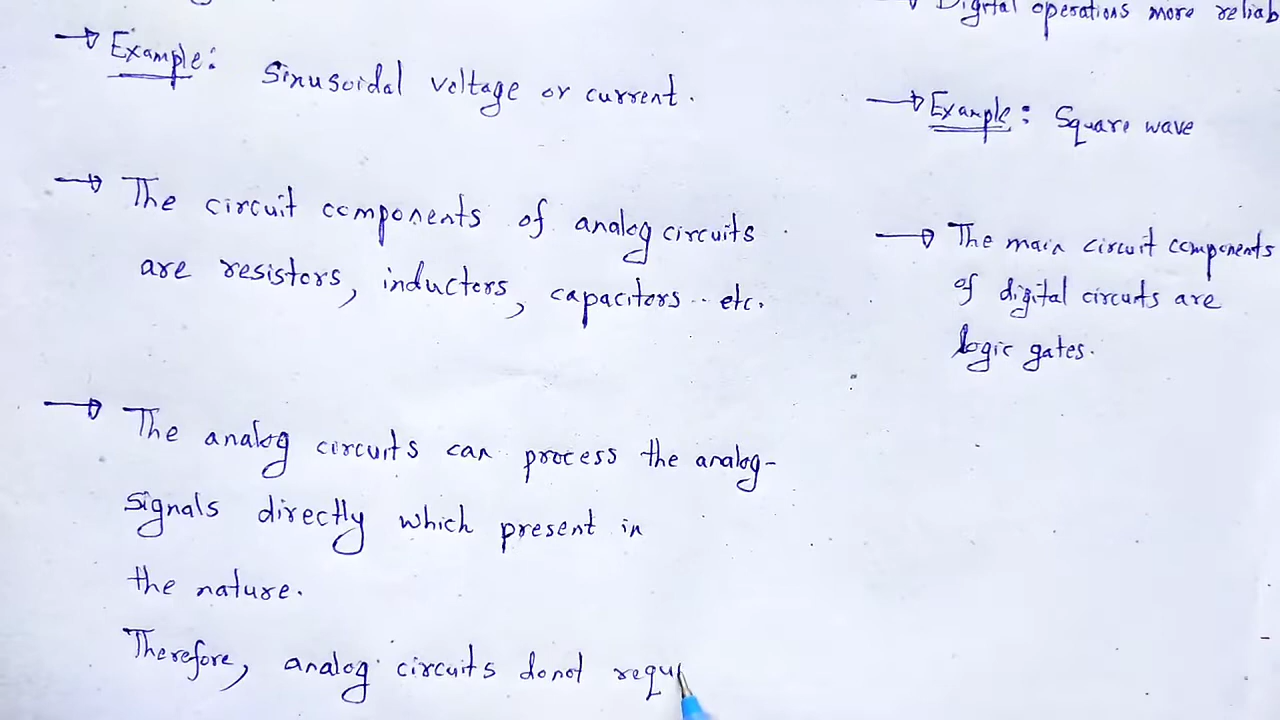 → Example: Sinusoidal voltage or current.
→ The circuit components of analog circuits
are resistors, inductors, capacitors .. etc.
→ The analog circuits can process the analog-
signals directly which present in
the nature.
Therefore, analog circuits donot requ
Digital operations more reliab
→ Example: Square wave
→ The main circuit components
of digital circuits are
logic gates.